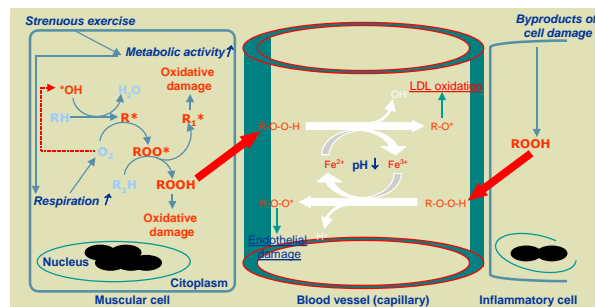 Strenuous exercise
Metabolic activity
Oxidative
damage
*OH
H2O
RH
R*
R1*
O2
ROO*
R1H
ROOH
Respiration
Oxidative
damage
Nucleus
Citoplasm
Muscular cell
OH-
LDL oxidation
R-O-O-H
R-O*
Fe2+
pH
Fe3+
R-O-O*
R-O-O-H
H+
Endothelial
damage
Blood vessel (capillary)
Byproducts of
cell damage
ROOH
Inflammatory cell